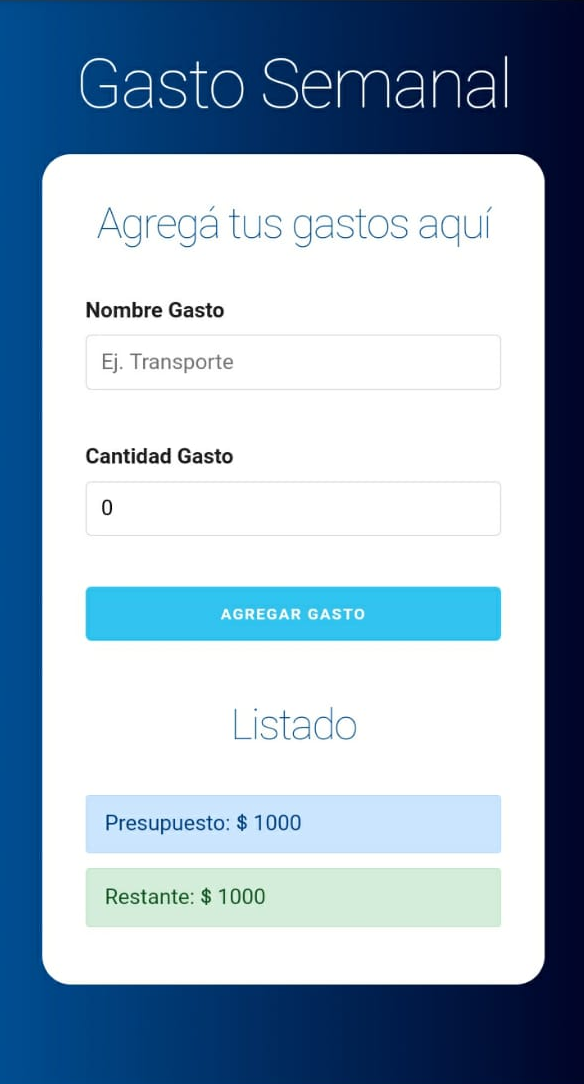 Gasto Semanal
Agregá tus gastos aquí
Nombre Gasto
Ej. Transporte
Cantidad Gasto
0
AGREGAR GASTO
Listado
Presupuesto: $ 1000
Restante: $ 1000